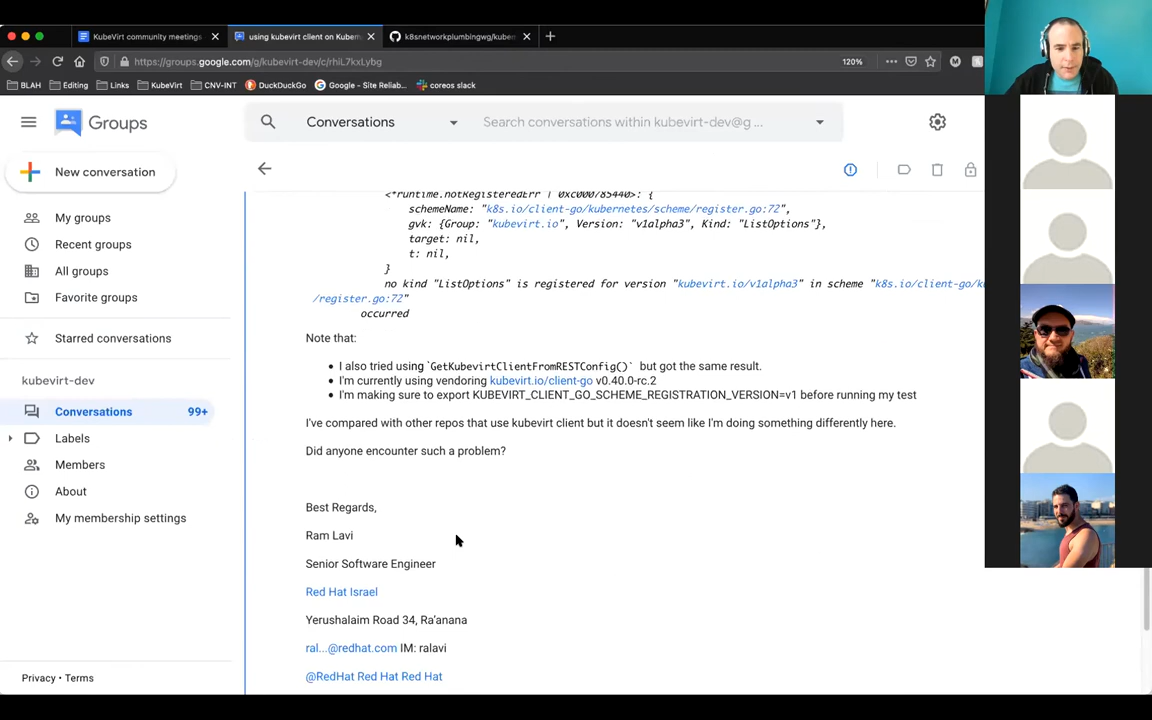 KubeVirt community meetings
using kubevirt client on Kuber
k8snetworkplumbingwg/kuber
https://groups.google.com/g/kubevirt-dev/c/rhiL7kxLybg
120%
BLAH
Editing
Links
KubeVirt
CNV-INT
DuckDuckGo
Google - Site Reliab...
coreos slack
Groups
Conversations
Search conversations within kubevirt-dev@g ...
New conversation
My groups
Recent groups
All groups
Favorite groups
Starred conversations
kubevirt-dev
Conversations 99+
Labels
Members
About
My membership settings
Privacy • Terms
<*runtime.notRegisteredErr | 0xc000785440>: {
schemeName: "k8s.io/client-go/kubernetes/scheme/register.go:72",
gvk: {Group: "kubevirt.io", Version: "v1alpha3", Kind: "ListOptions"},
target: nil,
t: nil,
}
no kind "ListOptions" is registered for version "kubevirt.io/v1alpha3" in scheme "k8s.io/client-go/
/register.go:72"
occurred
Note that:
• I also tried using `GetKubevirtClientFromRESTConfig()` but got the same result.
• I'm currently using vendoring kubevirt.io/client-go v0.40.0-rc.2
• I'm making sure to export KUBEVIRT_CLIENT_GO_SCHEME_REGISTRATION_VERSION=v1 before running my test
I've compared with other repos that use kubevirt client but it doesn't seem like I'm doing something differently here.
Did anyone encounter such a problem?
Best Regards,
Ram Lavi
Senior Software Engineer
Red Hat Israel
Yerushalaim Road 34, Ra'anana
ral...@redhat.com IM: ralavi
@RedHat Red Hat Red Hat